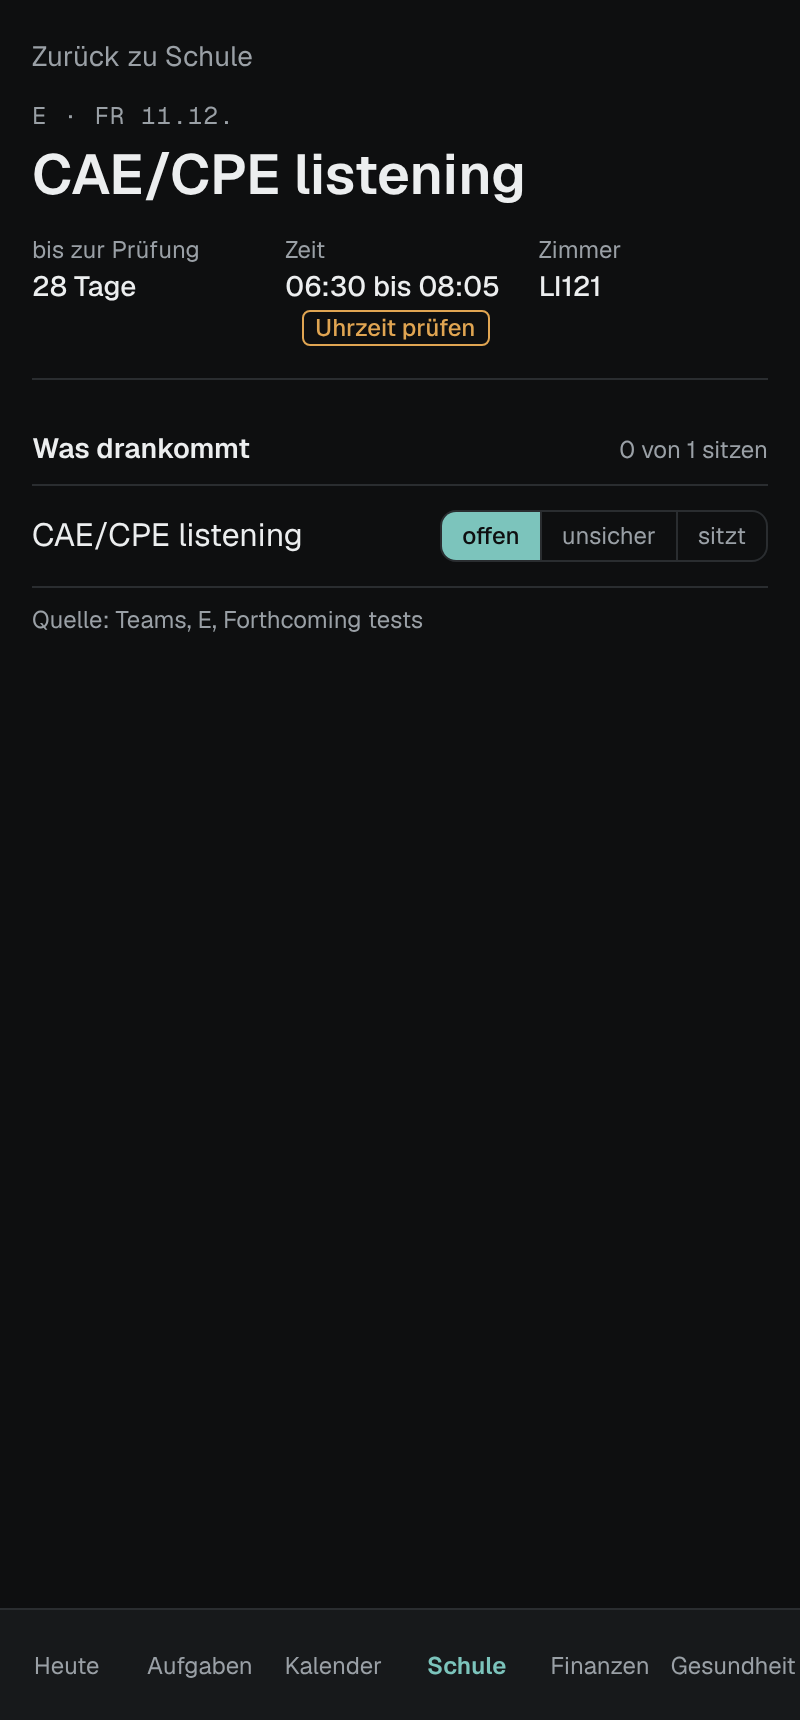 Zurück zu Schule
E · FR 11.12.
CAE/CPE listening
bis zur Prüfung Zeit Zimmer
28 Tage 06:30 bis 08:05 LI121
Uhrzeit prüfen
Was drankommt 0 von 1 sitzen
CAE/CPE listening offen unsicher sitzt
Quelle: Teams, E, Forthcoming tests
Heute Aufgaben Kalender Schule Finanzen Gesundheit